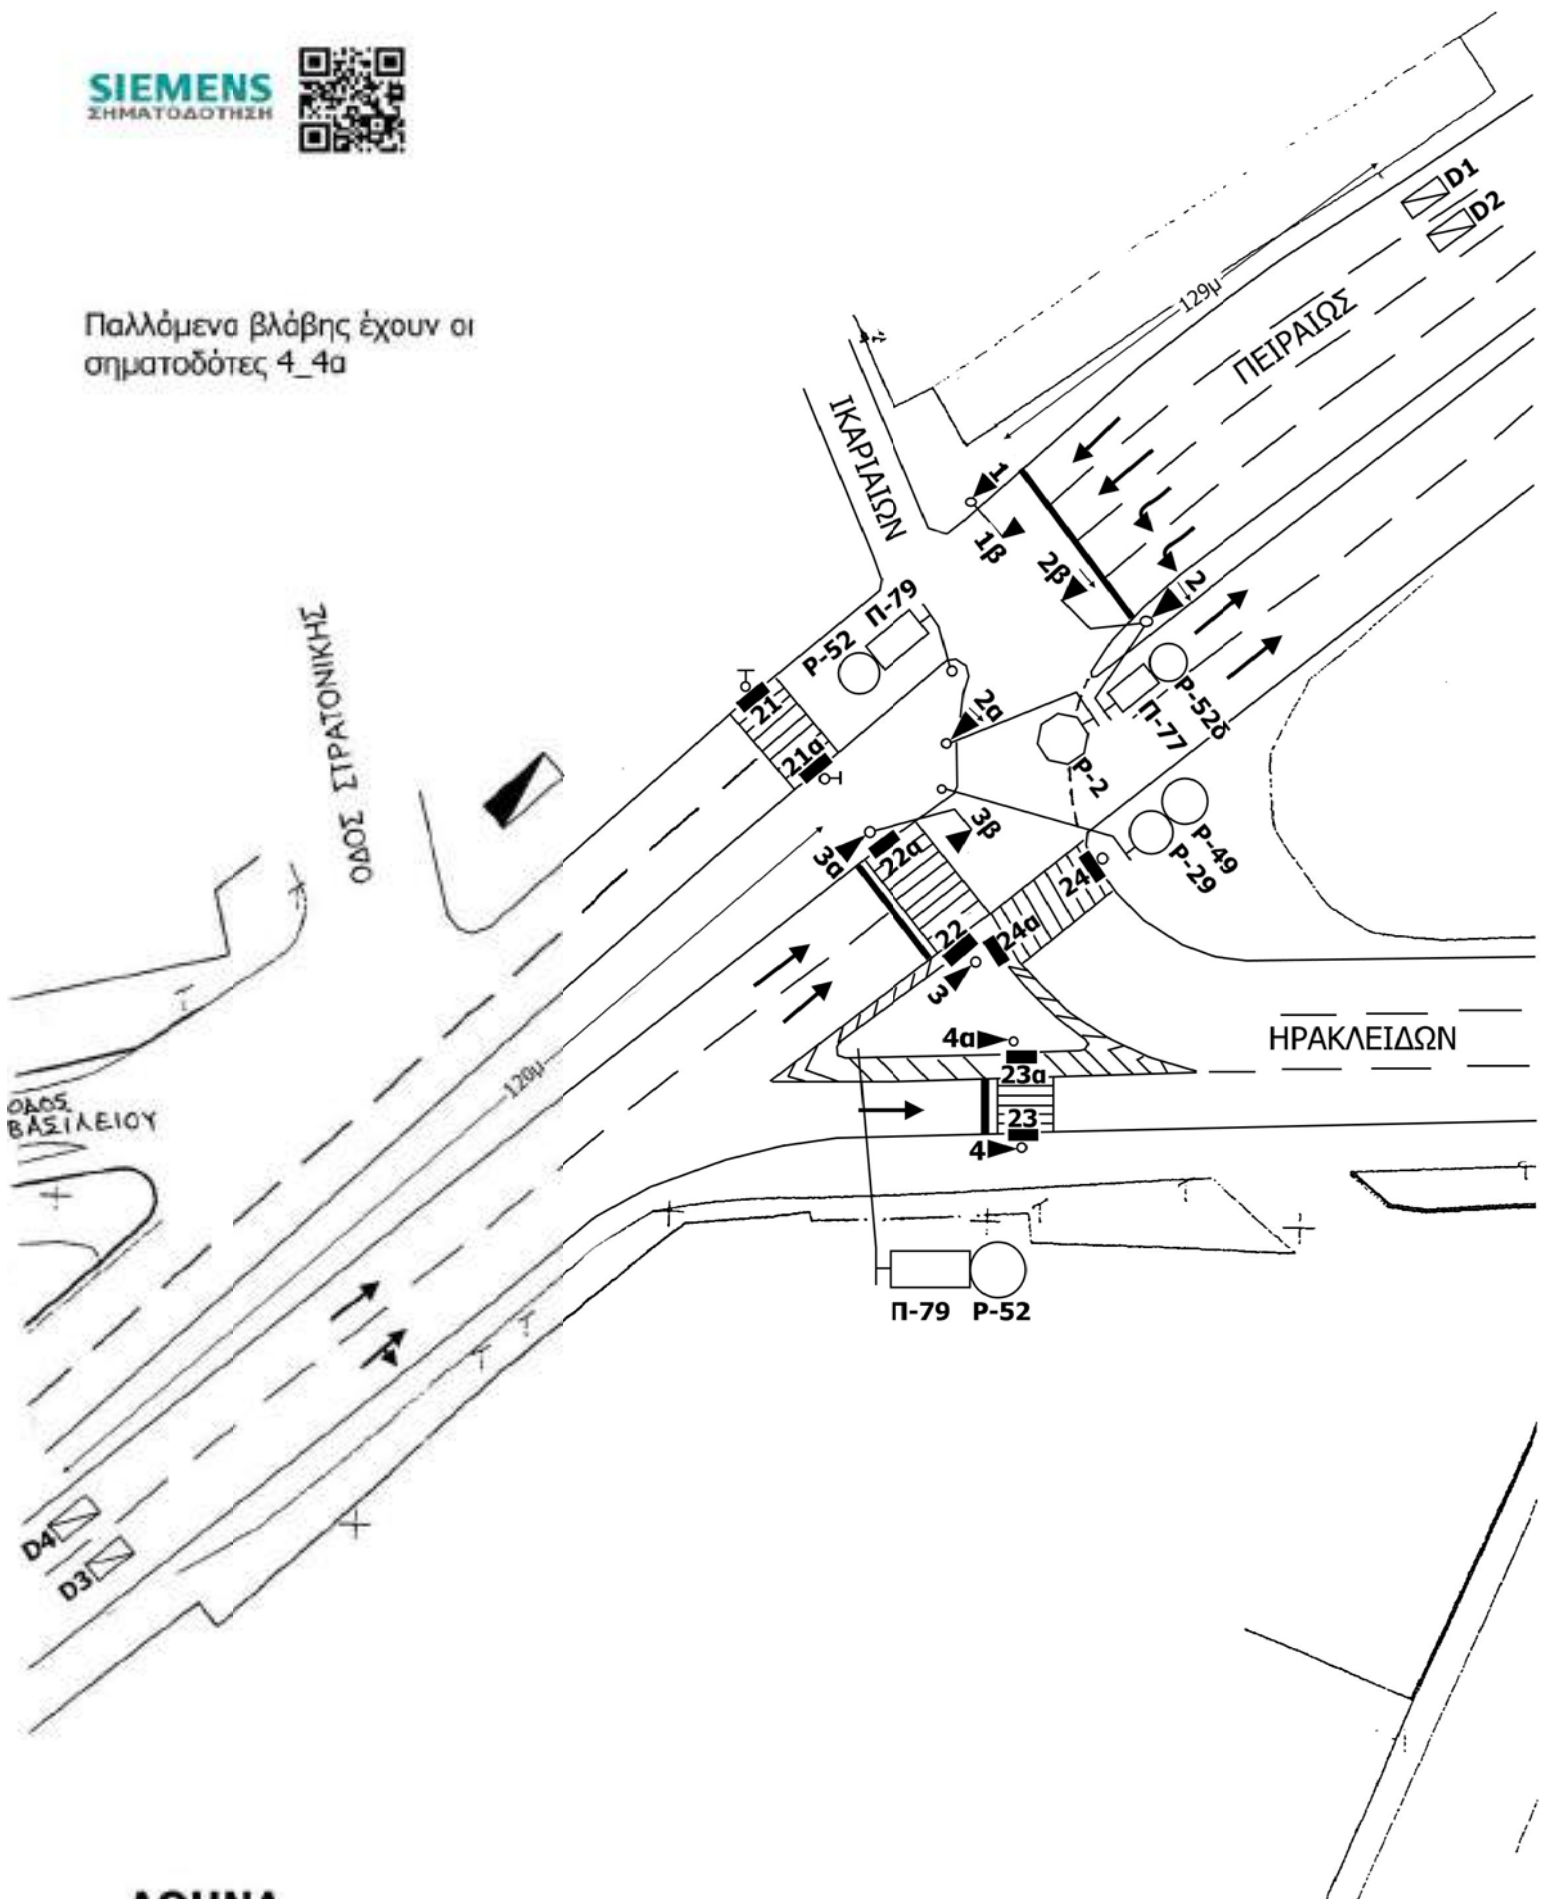 SIEMENS
ΣΗΜΑΤΟΔΟΤΗΣΗ
Παλλόμενα βλάβης έχουν οι
σηματοδότες 4_4α
D1
D2
129μ
ΠΕΙΡΑΙΩΣ
ΙΚΑΡΙΑΙΩΝ
1
1β
2β
2
Π-79
Ρ-52
ΟΔΟΣ ΣΤΡΑΤΟΝΙΚΗΣ
21
21α
2α
Ρ-52δ
Π-77
Ρ-2
3β
3α
22α
Ρ-49
Ρ-29
24
24α
22
3
4α
ΗΡΑΚΛΕΙΔΩΝ
23α
120μ
23
4
ΟΔΟΣ
ΒΑΣΙΛΕΙΟΥ
Π-79 Ρ-52
D4
D3